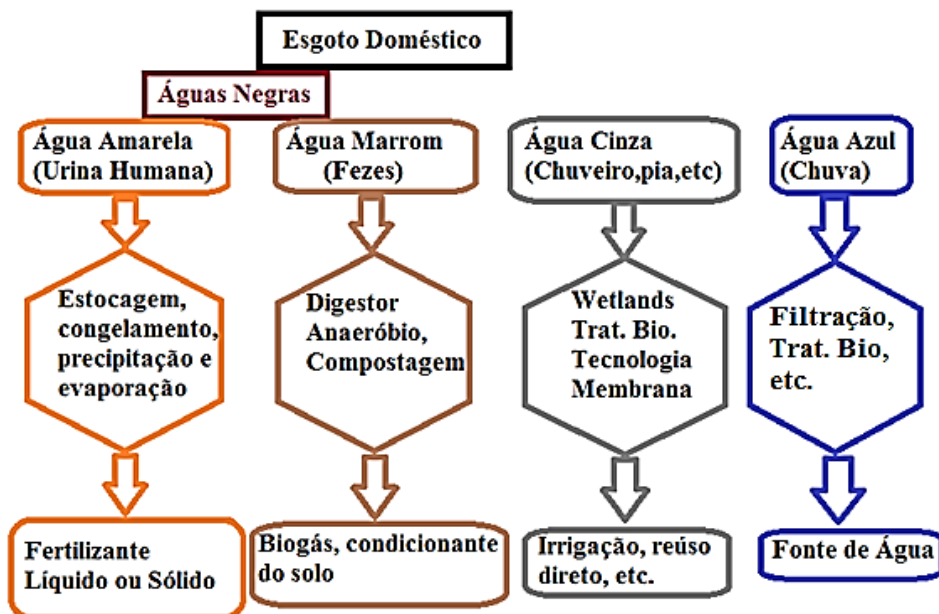 Esgoto Doméstico
Águas Negras
Água Amarela
(Urina Humana)
Água Marrom
(Fezes)
Água Cinza
(Chuveiro,pia,etc)
Água Azul
(Chuva)
Estocagem,
congelamento,
precipitação e
evaporação
Digestor
Anaeróbio,
Compostagem
Wetlands
Trat. Bio.
Tecnologia
Membrana
Filtração,
Trat. Bio,
etc.
Fertilizante
Líquido ou Sólido
Biogás, condicionante
do solo
Irrigação, reúso
direto, etc.
Fonte de Água